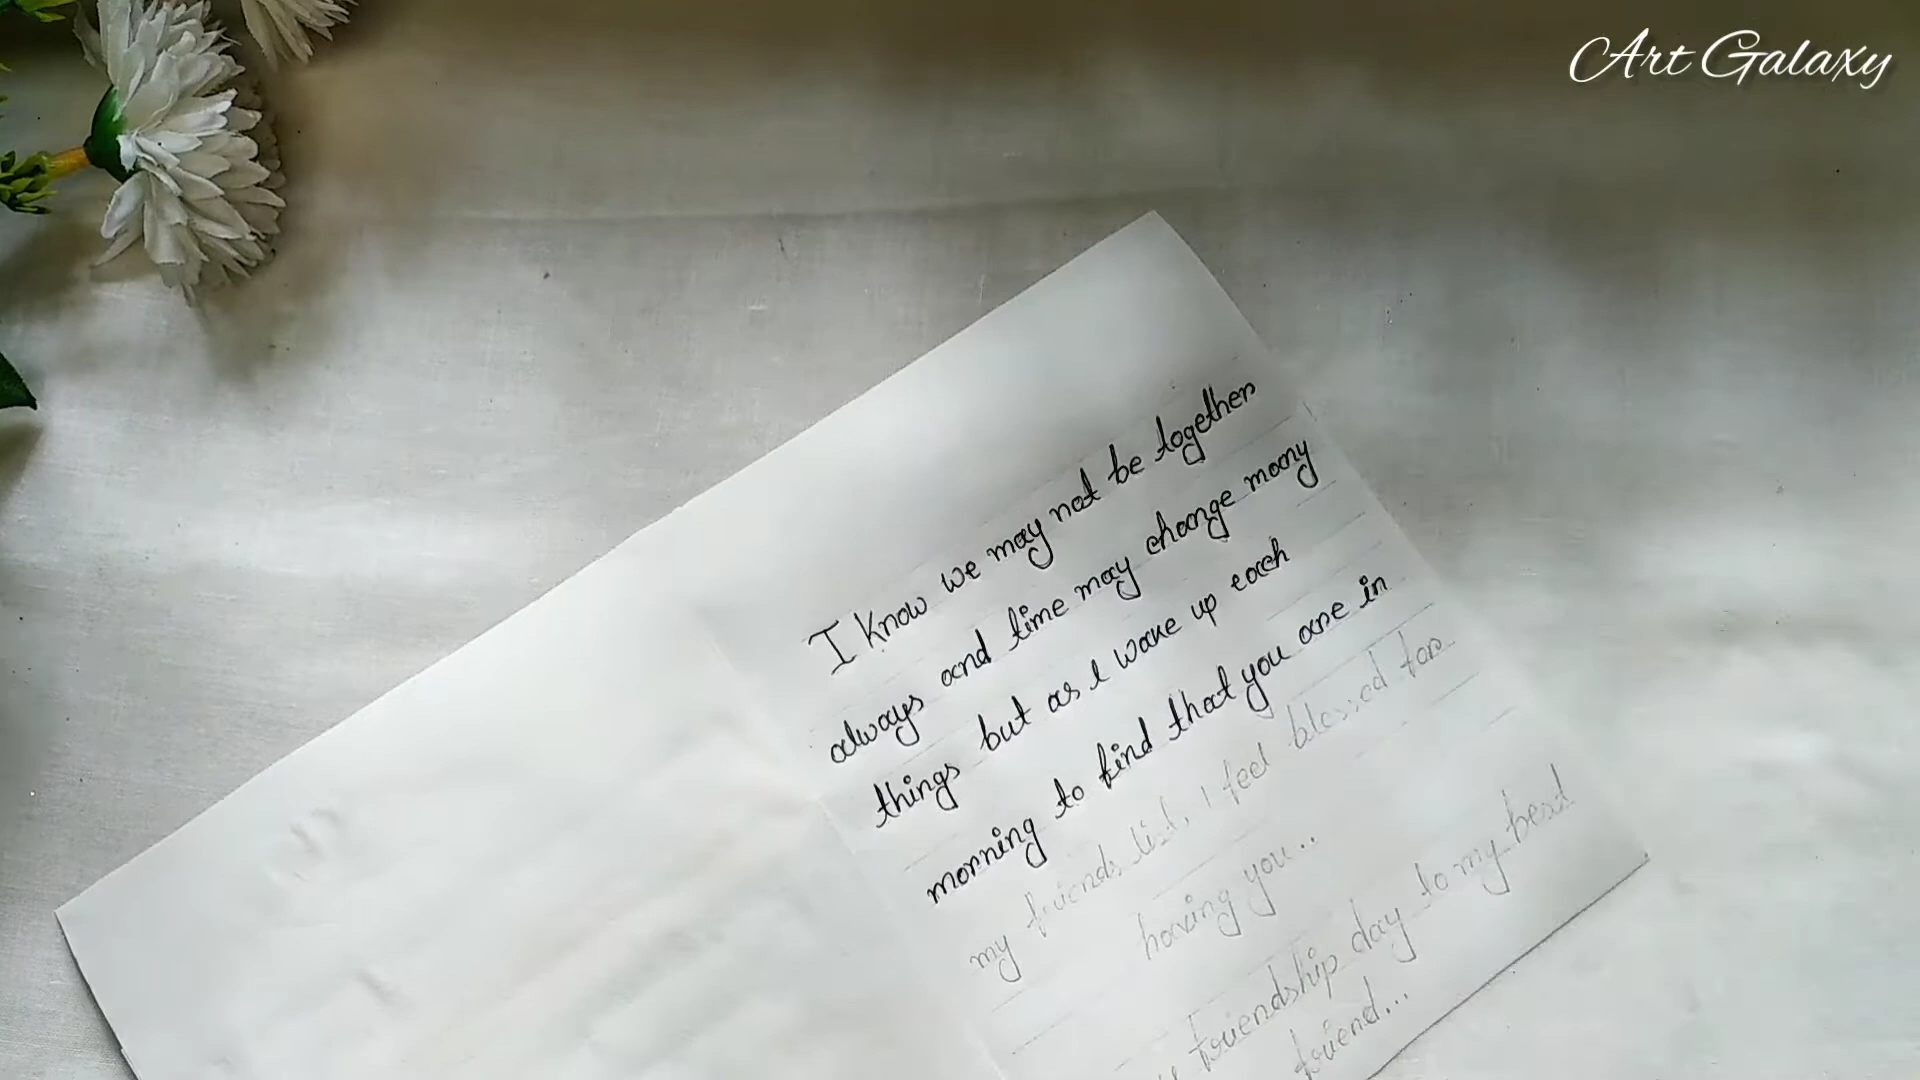 Art Galaxy
I know we may not be together
always and time may change many
things but as I wake up each
morning to find that you are in
my friends list, I feel blessed for
having you..
friendship day to my best
friend...